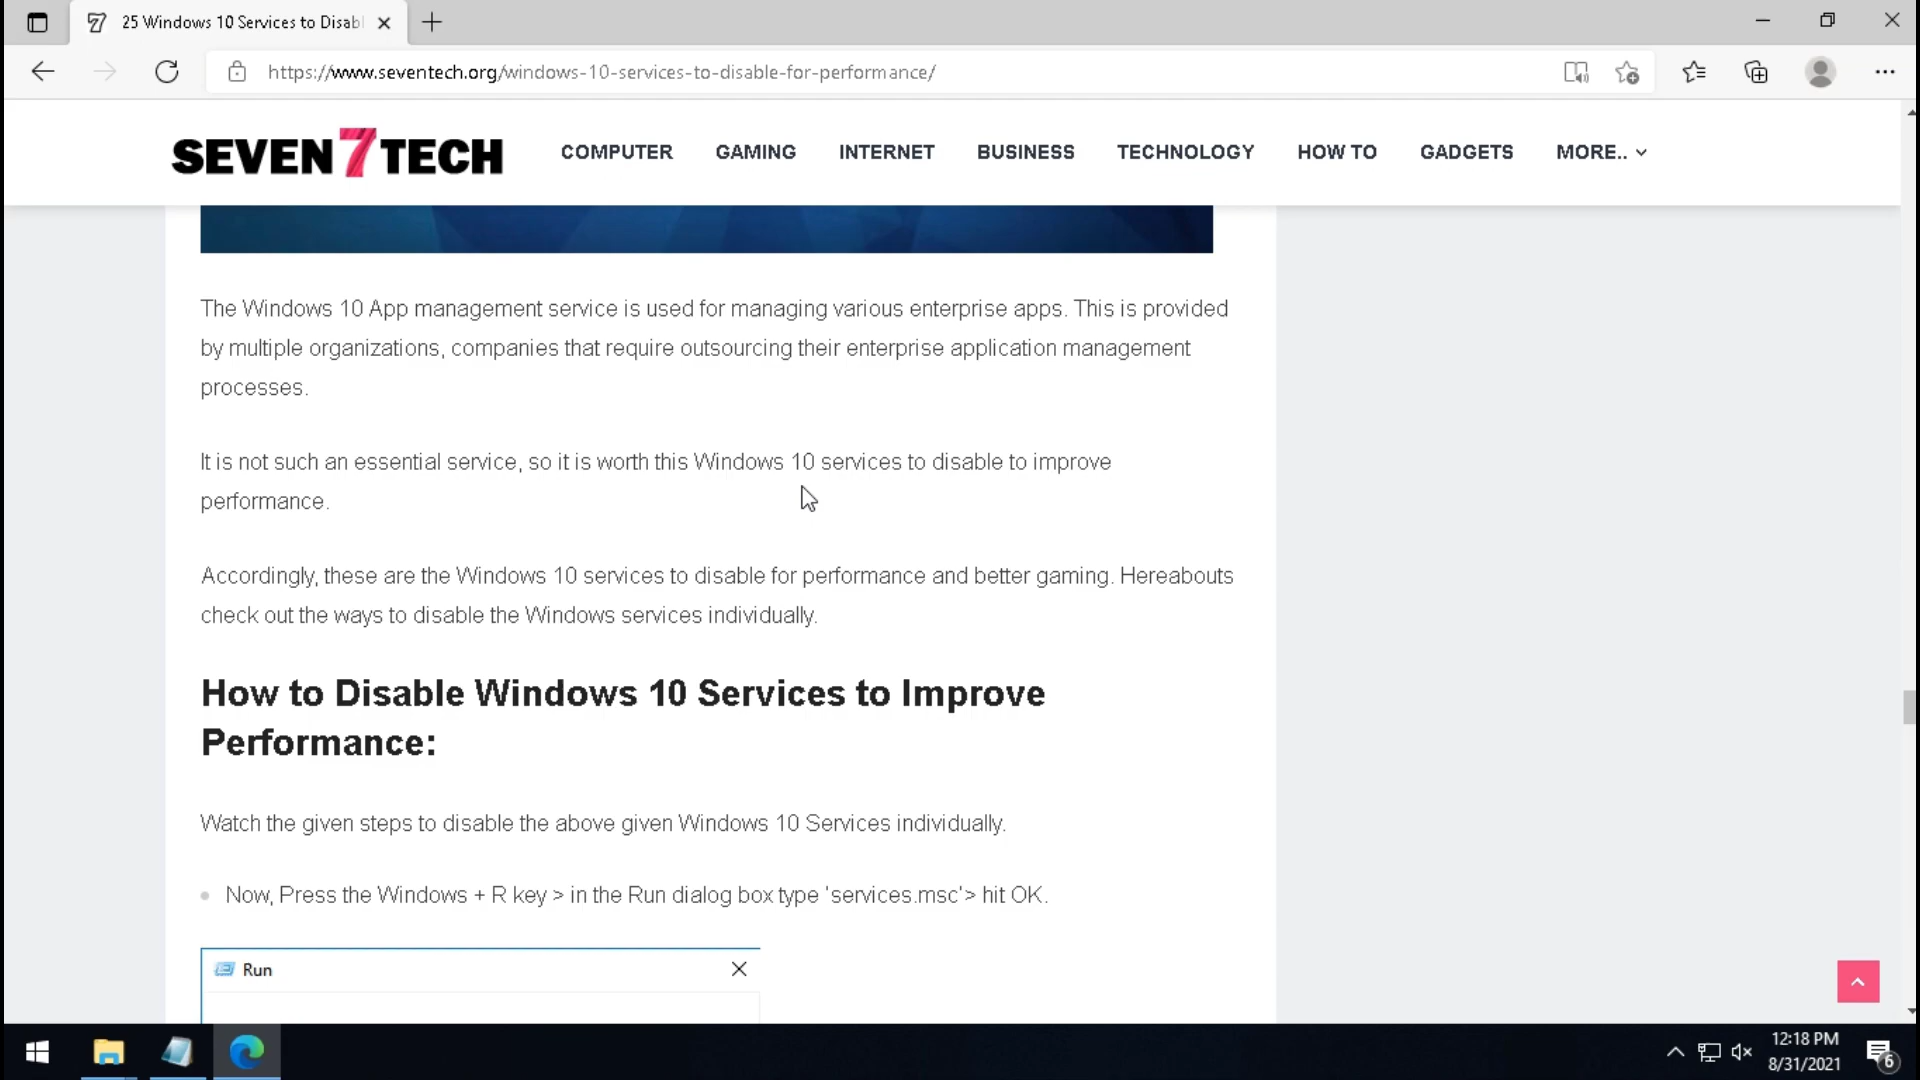 25 Windows 10 Services to Disabl
https://www.seventech.org/windows-10-services-to-disable-for-performance/
SEVEN7TECH
COMPUTER GAMING INTERNET BUSINESS TECHNOLOGY HOW TO GADGETS MORE..
The Windows 10 App management service is used for managing various enterprise apps. This is provided
by multiple organizations, companies that require outsourcing their enterprise application management
processes.
It is not such an essential service, so it is worth this Windows 10 services to disable to improve
performance.
Accordingly, these are the Windows 10 services to disable for performance and better gaming. Hereabouts
check out the ways to disable the Windows services individually.
How to Disable Windows 10 Services to Improve
Performance:
Watch the given steps to disable the above given Windows 10 Services individually.
Now, Press the Windows + R key > in the Run dialog box type 'services.msc'> hit OK.
Run
12:18 PM
8/31/2021
6